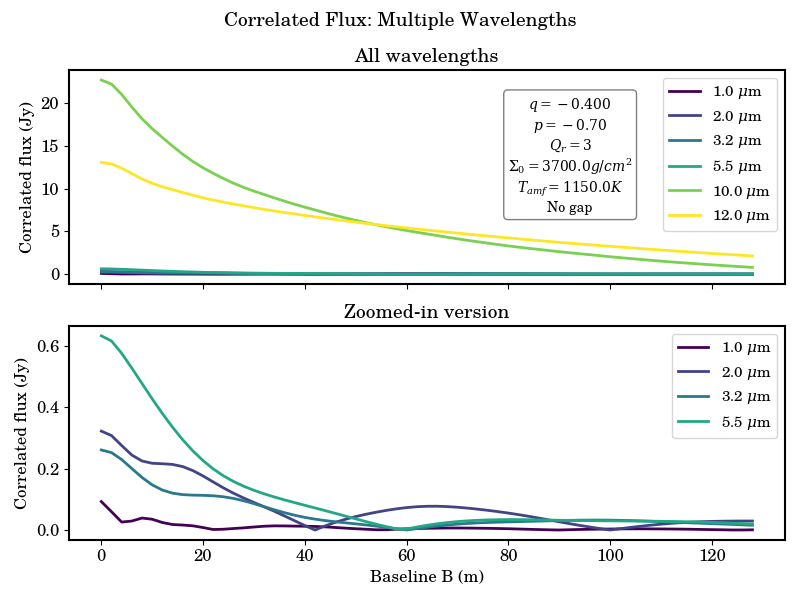 Correlated Flux: Multiple Wavelengths
All wavelengths
Correlated flux (Jy)
20
15
10
5
0
q = −0.400
p = −0.70
Q_r = 3
Σ_0 = 3700.0g/cm^2
T_{amf} = 1150.0K
No gap
1.0 μm
2.0 μm
3.2 μm
5.5 μm
10.0 μm
12.0 μm
Zoomed-in version
Correlated flux (Jy)
0.6
0.4
0.2
0.0
1.0 μm
2.0 μm
3.2 μm
5.5 μm
0 20 40 60 80 100 120
Baseline B (m)